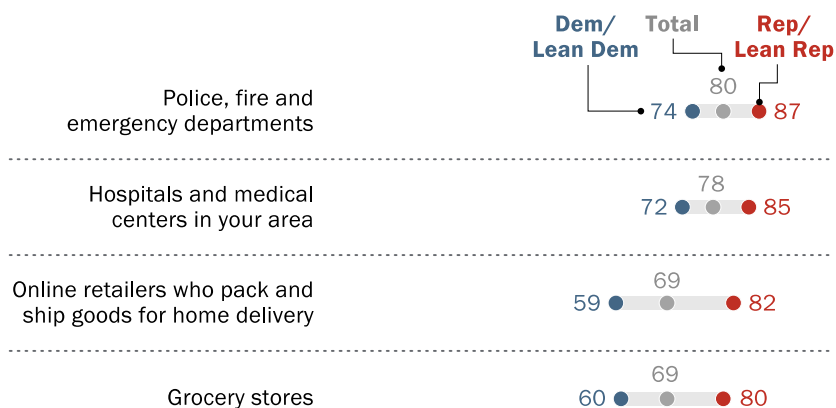 Dem/ Total Rep/
Lean Dem Lean Rep
80
Police, fire and
emergency departments
74 87
78
Hospitals and medical
centers in your area
72 85
69
Online retailers who pack and
ship goods for home delivery
59 82
69
Grocery stores
60 80